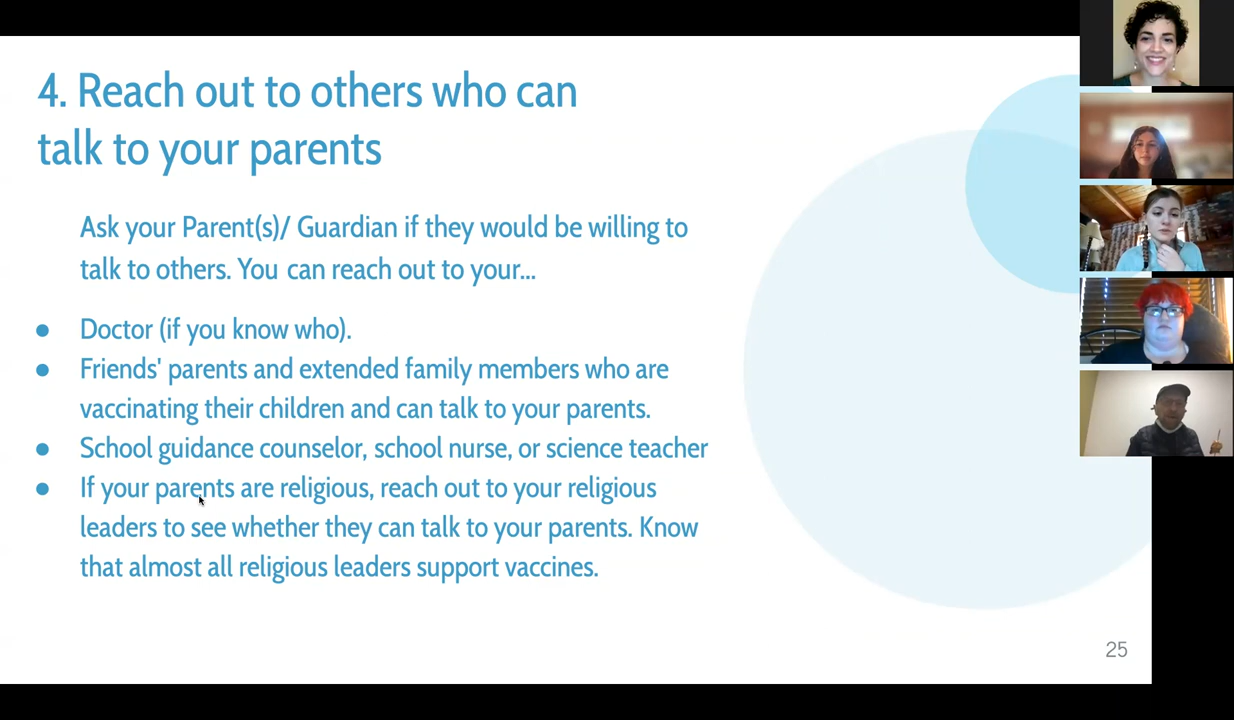 4. Reach out to others who can
talk to your parents
Ask your Parent(s)/ Guardian if they would be willing to
talk to others. You can reach out to your...
● Doctor (if you know who).
● Friends' parents and extended family members who are
vaccinating their children and can talk to your parents.
● School guidance counselor, school nurse, or science teacher
● If your parents are religious, reach out to your religious
leaders to see whether they can talk to your parents. Know
that almost all religious leaders support vaccines.
25